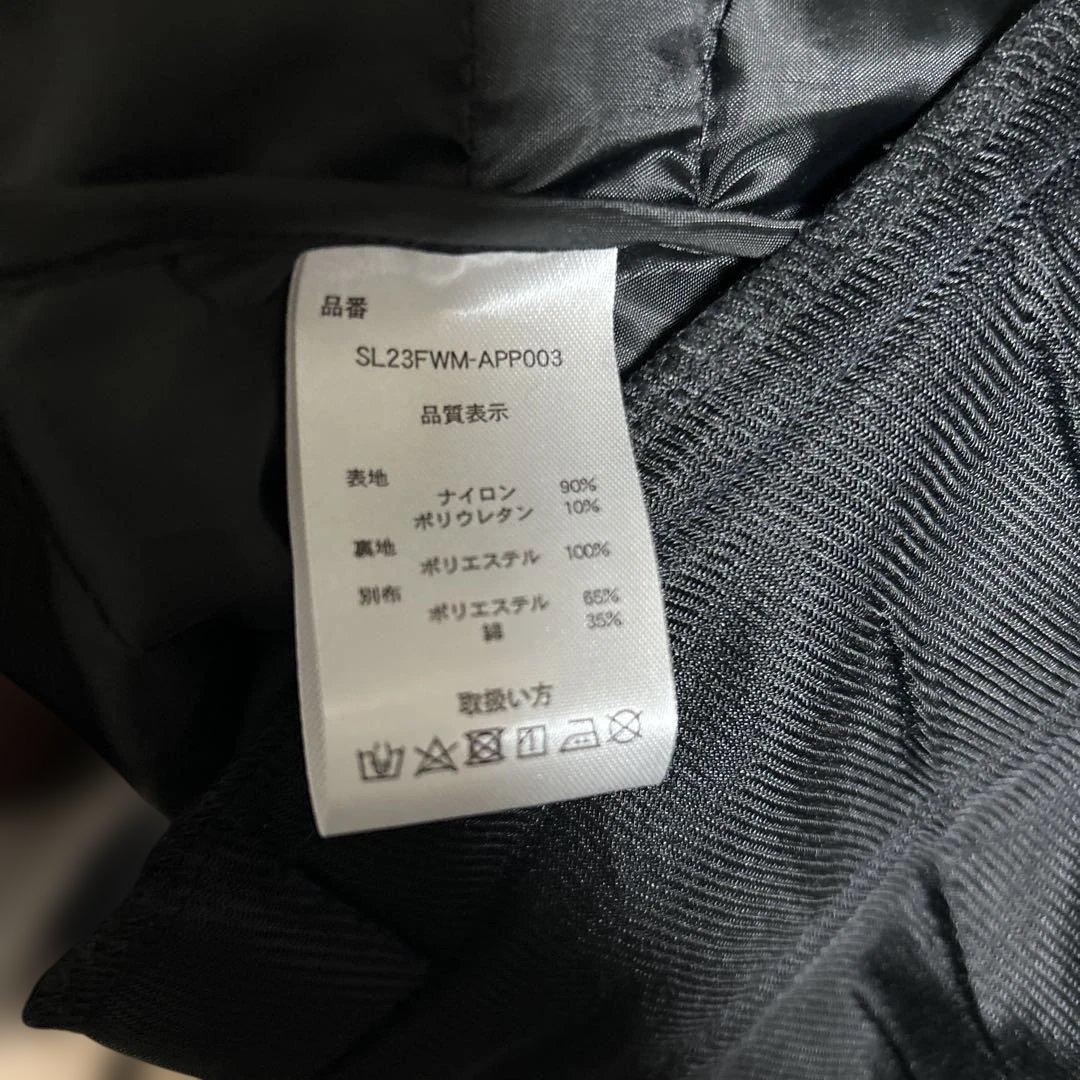 品番
SL23FWM-APP003
品質表示
表地
ナイロン 90%
ポリウレタン 10%
裏地
ポリエステル 100%
別布
ポリエステル 65%
綿 35%
取扱い方